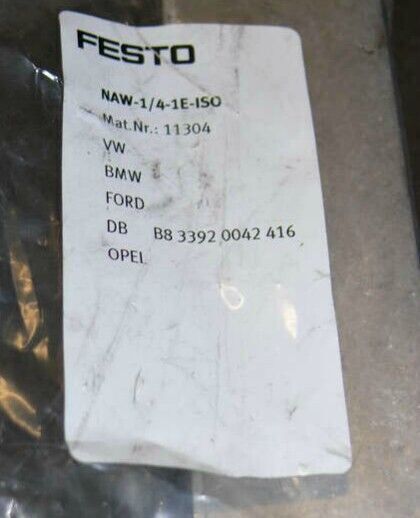 FESTO
NAW-1/4-1E-ISO
Mat.Nr.: 11304
VW
BMW
FORD
DB B8 3392 0042 416
OPEL